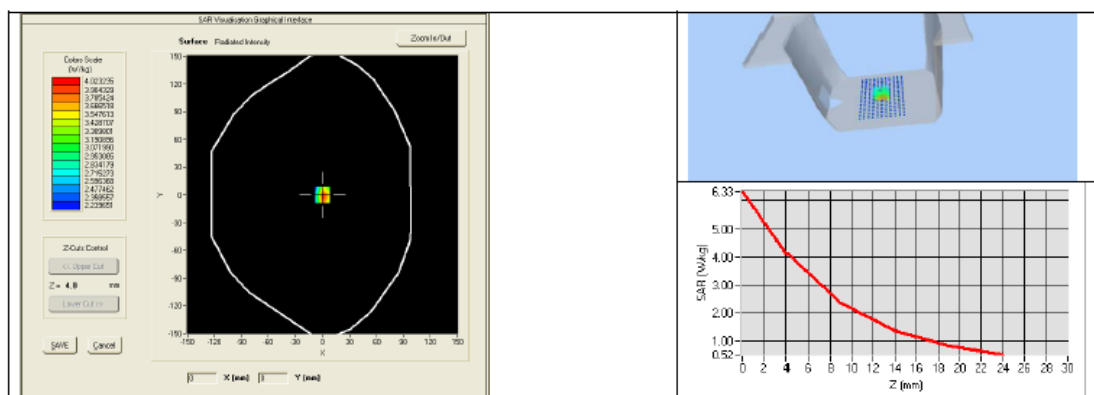 SAR Visualisation Graphical Interface
Surface Radiated Intensity
Zoom In/Out
Colors Scale
(W/kg)
4.023235
3.904329
3.785424
3.666518
3.547613
3.428707
3.309801
3.190896
3.071990
2.953085
2.834179
2.715273
2.596368
2.477462
2.358557
2.239651
Z-Cuts Control
<< Upper Cut
Z = 4.0 mm
Lower Cut >>
SAVE Cancel
150
120
90
60
30
0
-30
-60
-90
-120
-150
Y
-150 -120 -90 -60 -30 0 30 60 90 120 150
X
X (mm) Y (mm)
6.33
5.00
4.00
3.00
2.00
1.00
0.52
SAR (W/kg)
0 2 4 6 8 10 12 14 16 18 20 22 24 26 28 30
Z (mm)